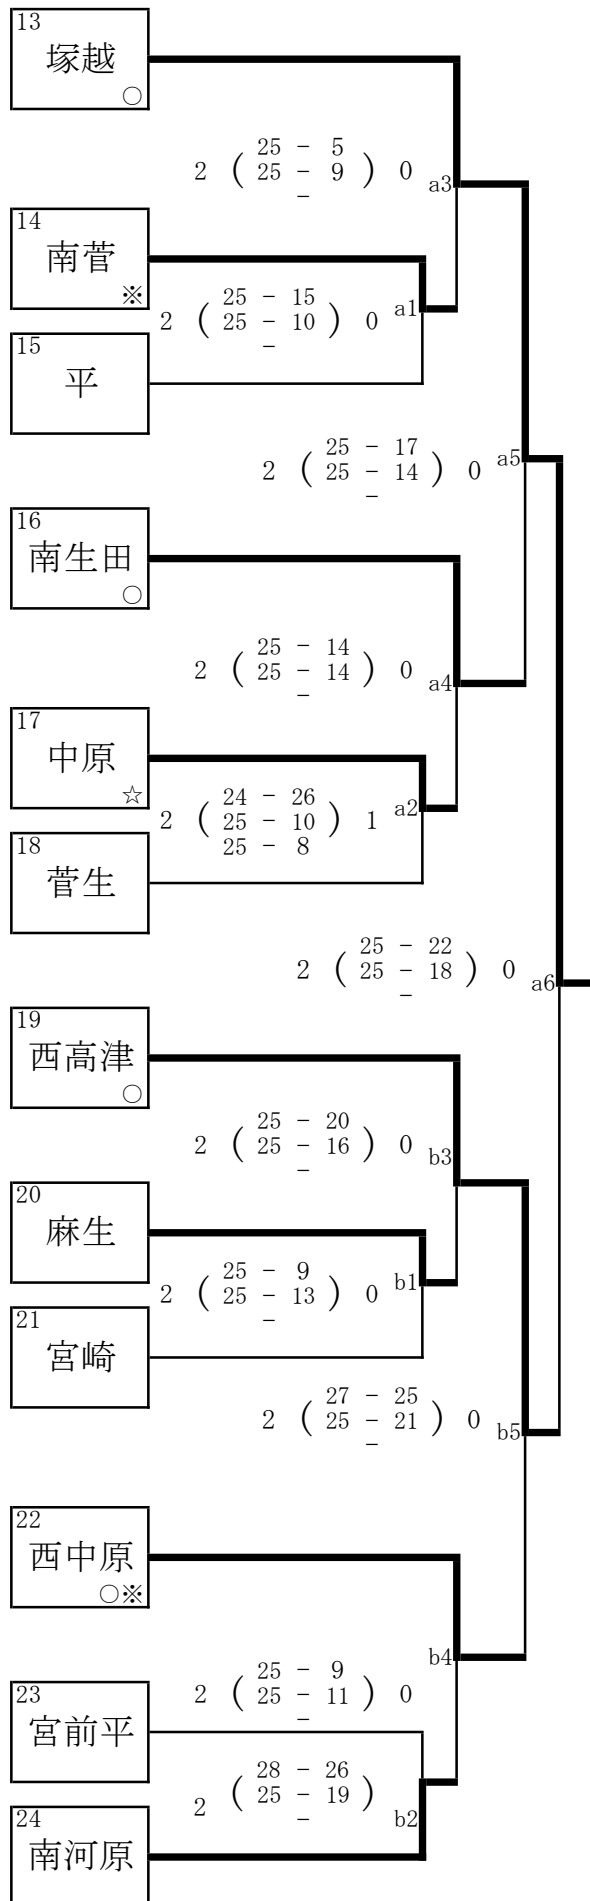 13
塚越
○
25 － 5
2 ( 25 － 9 ) 0
－
a3
14
南菅
※
25 － 15
2 ( 25 － 10 ) 0
－
a1
15
平
25 － 17
2 ( 25 － 14 ) 0
－
a5
16
南生田
○
25 － 14
2 ( 25 － 14 ) 0
－
a4
17
中原
☆
24 － 26
2 ( 25 － 10 ) 1
25 － 8
a2
18
菅生
25 － 22
2 ( 25 － 18 ) 0
－
a6
19
西高津
○
25 － 20
2 ( 25 － 16 ) 0
－
b3
20
麻生
25 － 9
2 ( 25 － 13 ) 0
－
b1
21
宮崎
27 － 25
2 ( 25 － 21 ) 0
－
b5
22
西中原
○※
b4
25 － 9
2 ( 25 － 11 ) 0
－
23
宮前平
28 － 26
2 ( 25 － 19 )
－
b2
24
南河原